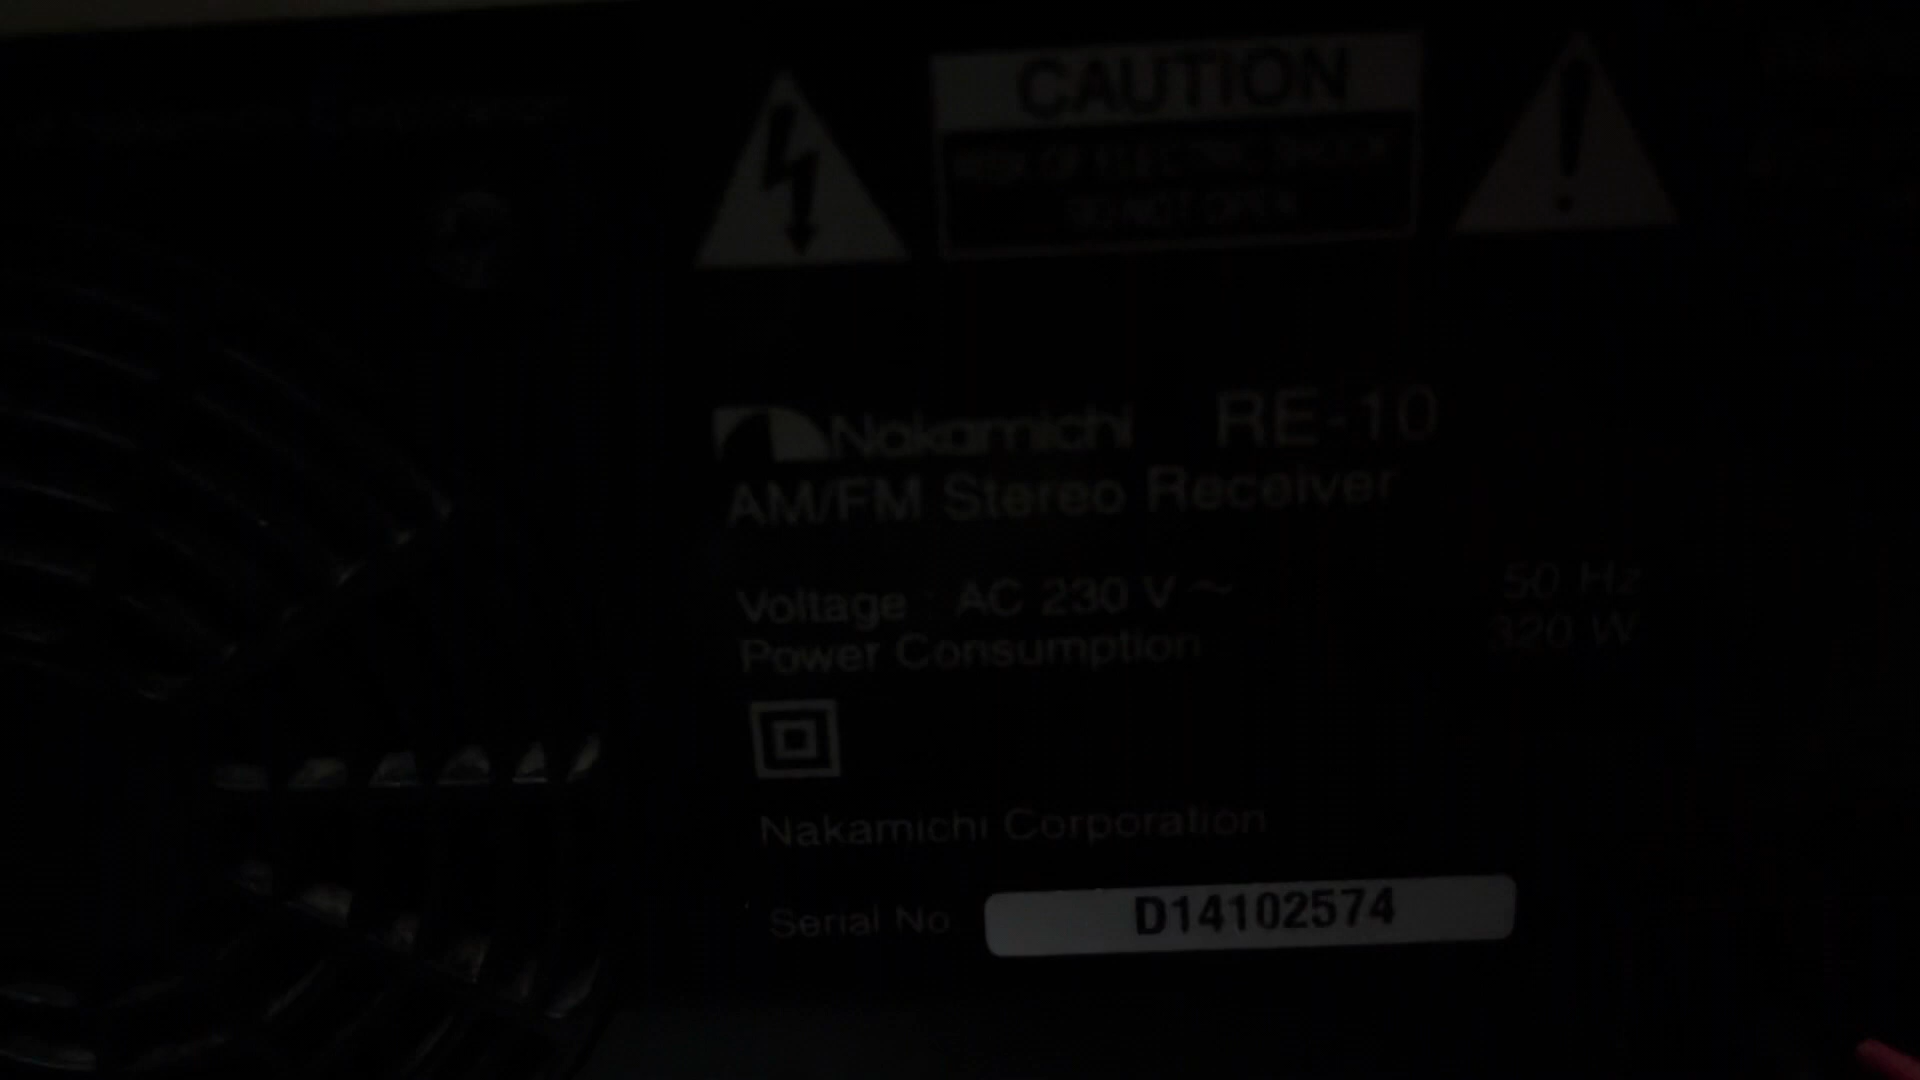 CAUTION
RISK OF ELECTRIC SHOCK
DO NOT OPEN
Nakamichi RE-10
AM/FM Stereo Receiver
Voltage : AC 230 V ~ 50 Hz
Power Consumption 320 W
Nakamichi Corporation
Serial No. D14102574